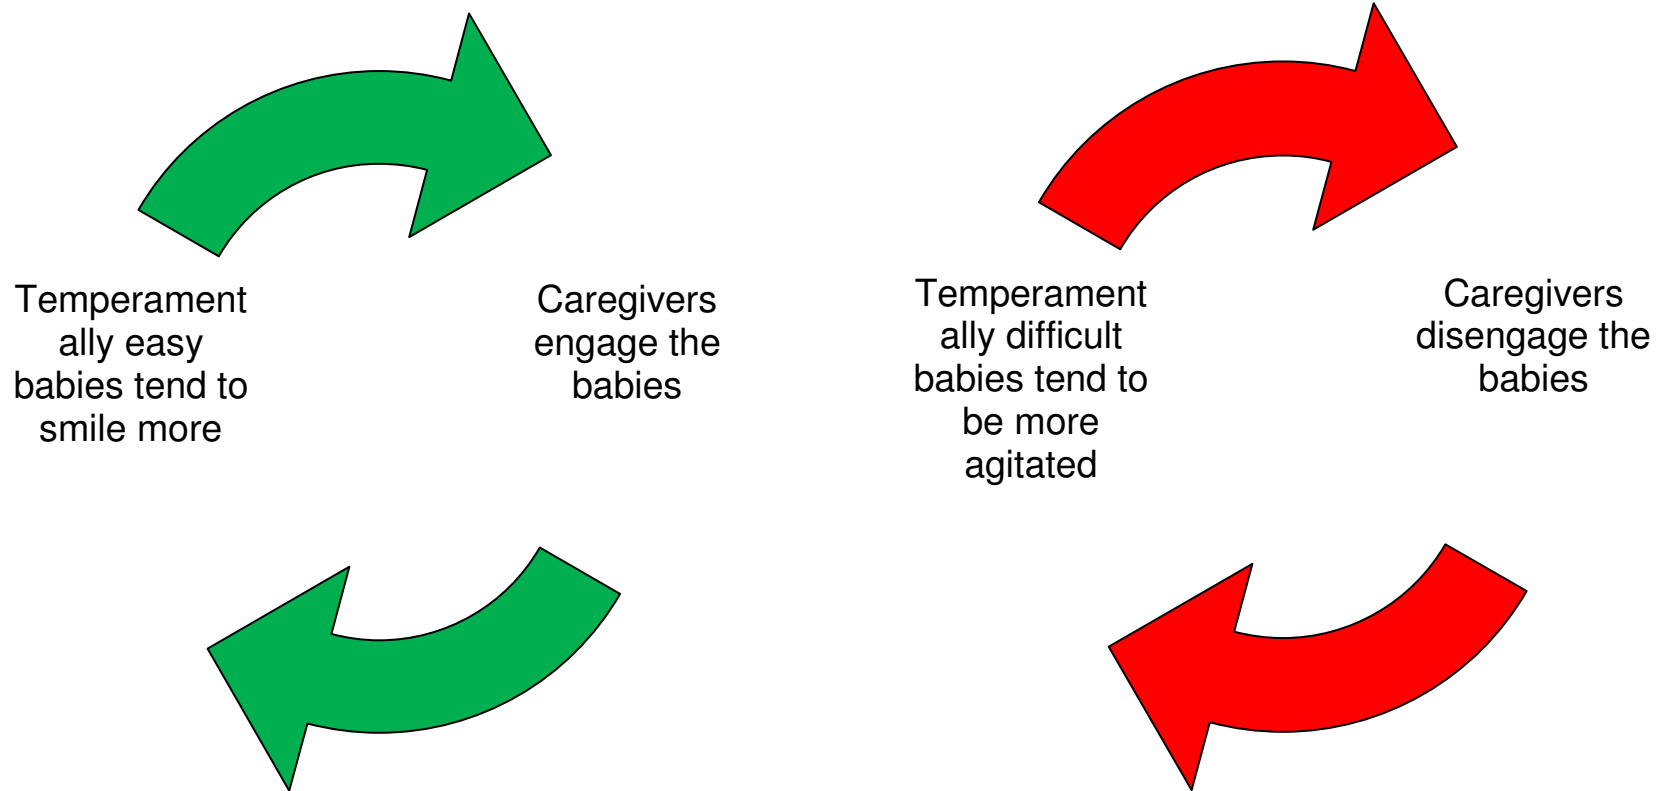 Temperament
ally easy
babies tend to
smile more
Caregivers
engage the
babies
Temperament
ally difficult
babies tend to
be more
agitated
Caregivers
disengage the
babies